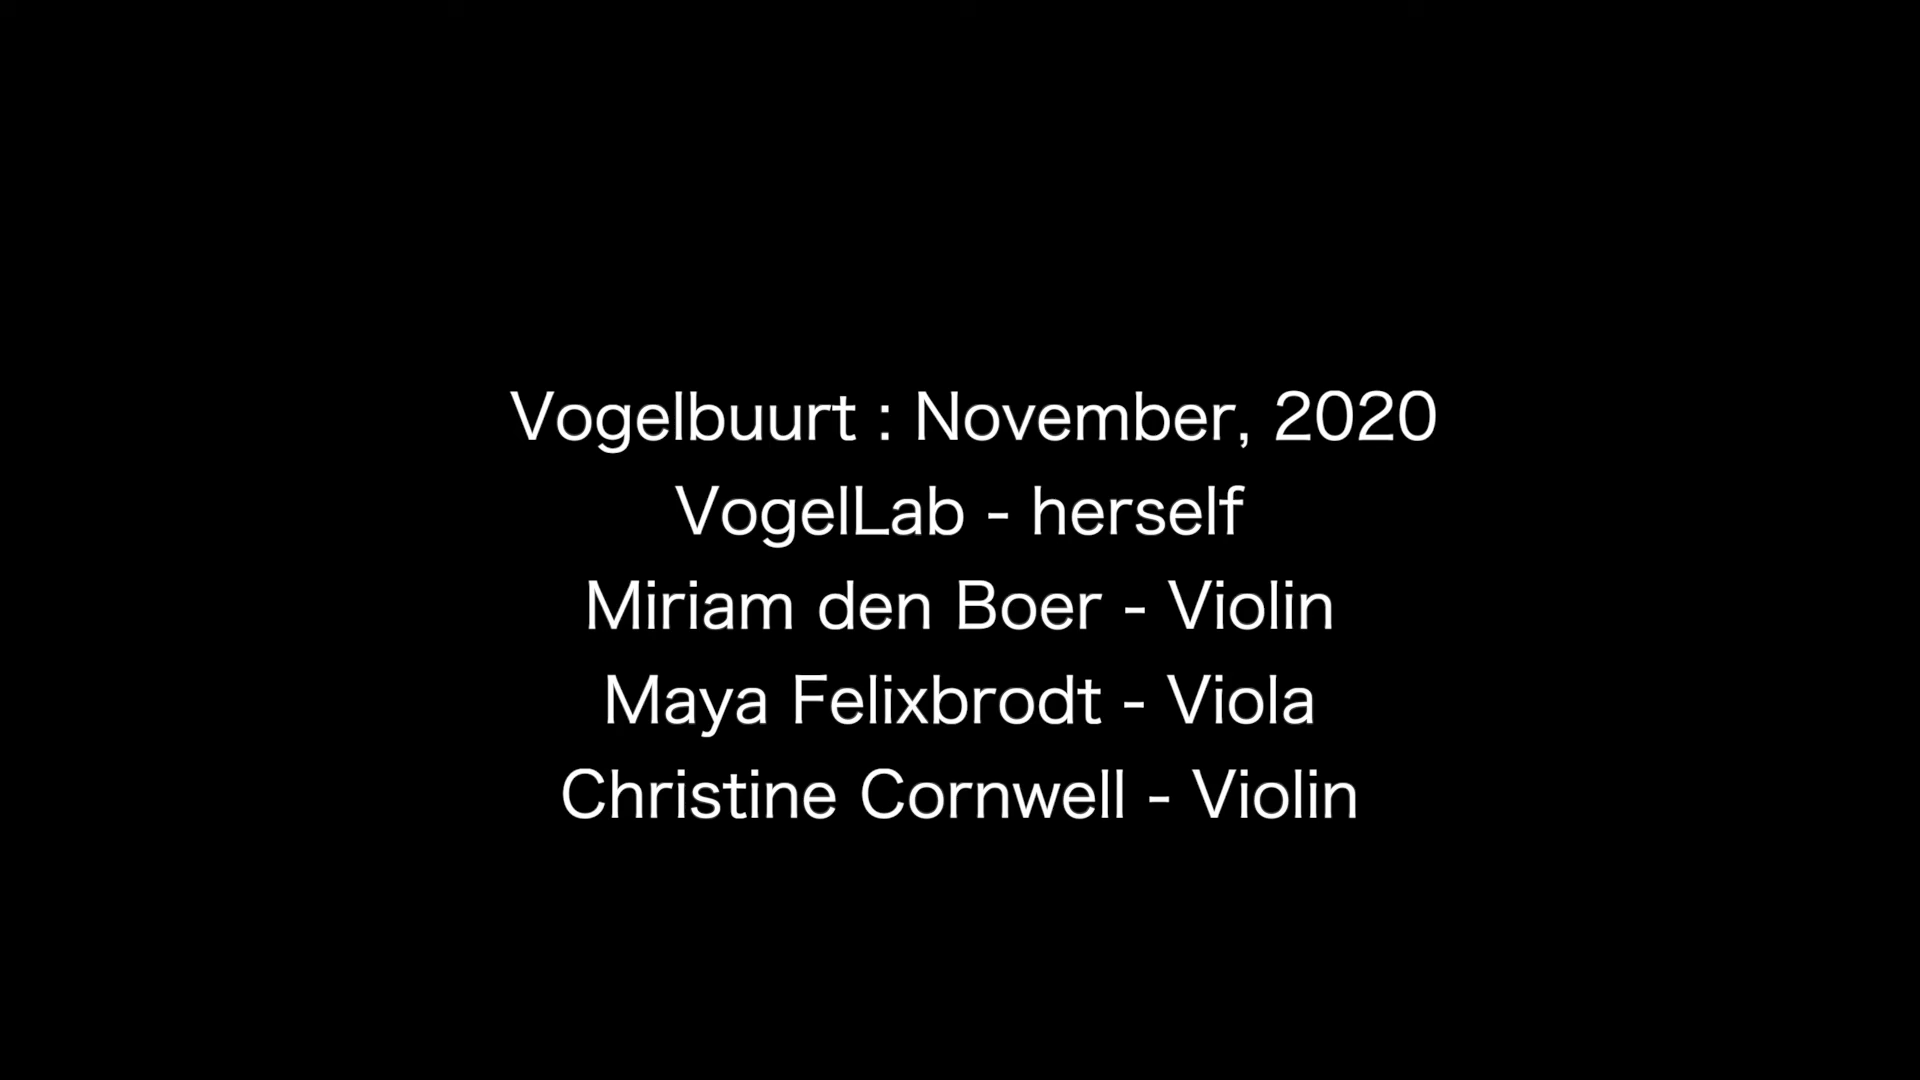 Vogelbuurt : November, 2020
VogelLab - herself
Miriam den Boer - Violin
Maya Felixbrodt - Viola
Christine Cornwell - Violin